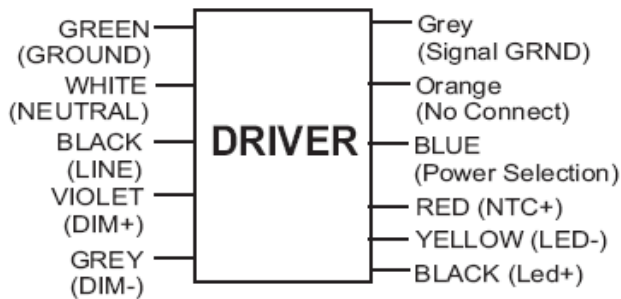 GREEN
(GROUND)
WHITE
(NEUTRAL)
BLACK
(LINE)
VIOLET
(DIM+)
GREY
(DIM-)
DRIVER
Grey
(Signal GRND)
Orange
(No Connect)
BLUE
(Power Selection)
RED (NTC+)
YELLOW (LED-)
BLACK (Led+)